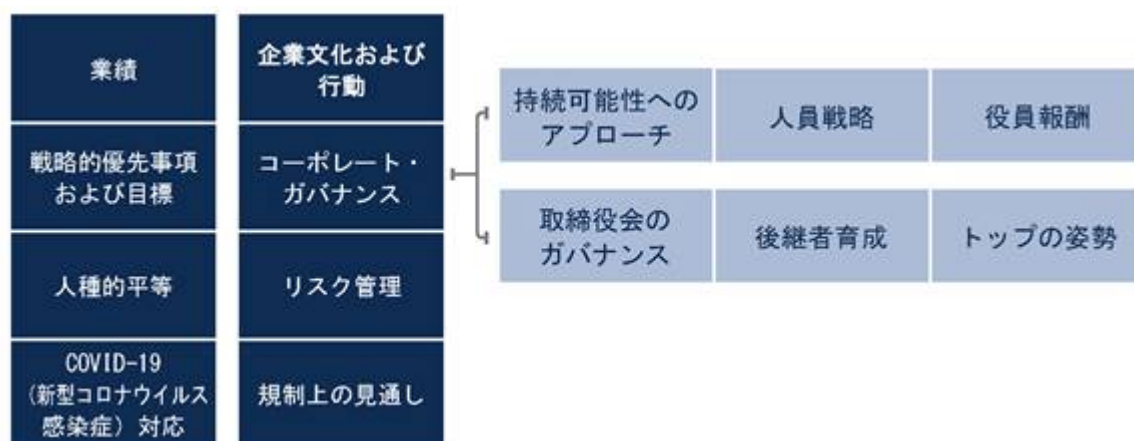 業績
戦略的優先事項
および目標
人種的平等
COVID-19
（新型コロナウイルス
感染症）対応
企業文化および
行動
コーポレート・
ガバナンス
リスク管理
規制上の見通し
持続可能性への
アプローチ
人員戦略
役員報酬
取締役会の
ガバナンス
後継者育成
トップの姿勢